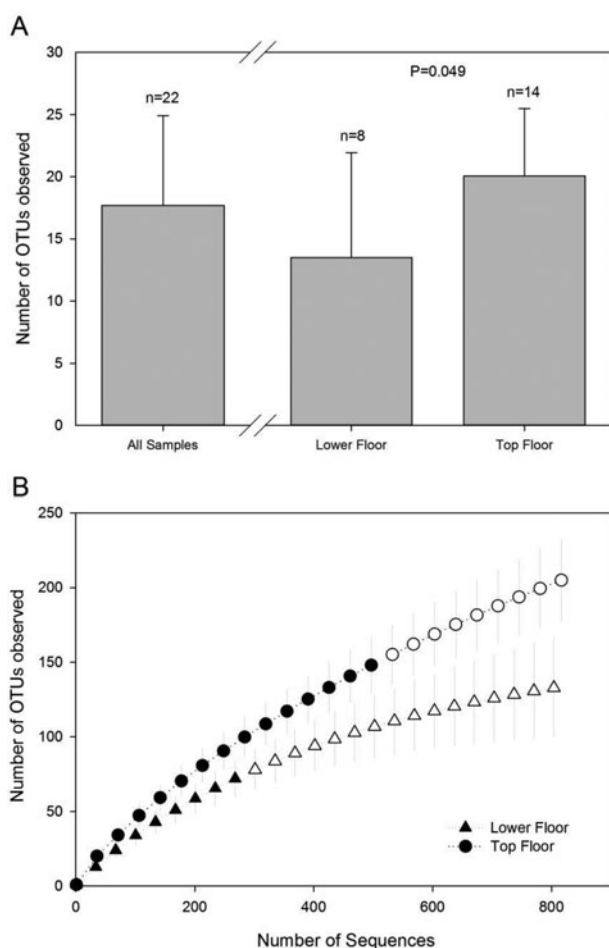 A
30
25
20
15
10
5
0
Number of OTUs observed
P=0.049
n=22
n=8
n=14
All Samples
Lower Floor
Top Floor
B
250
200
150
100
50
0
Number of OTUs observed
Lower Floor
Top Floor
0
200
400
600
800
Number of Sequences